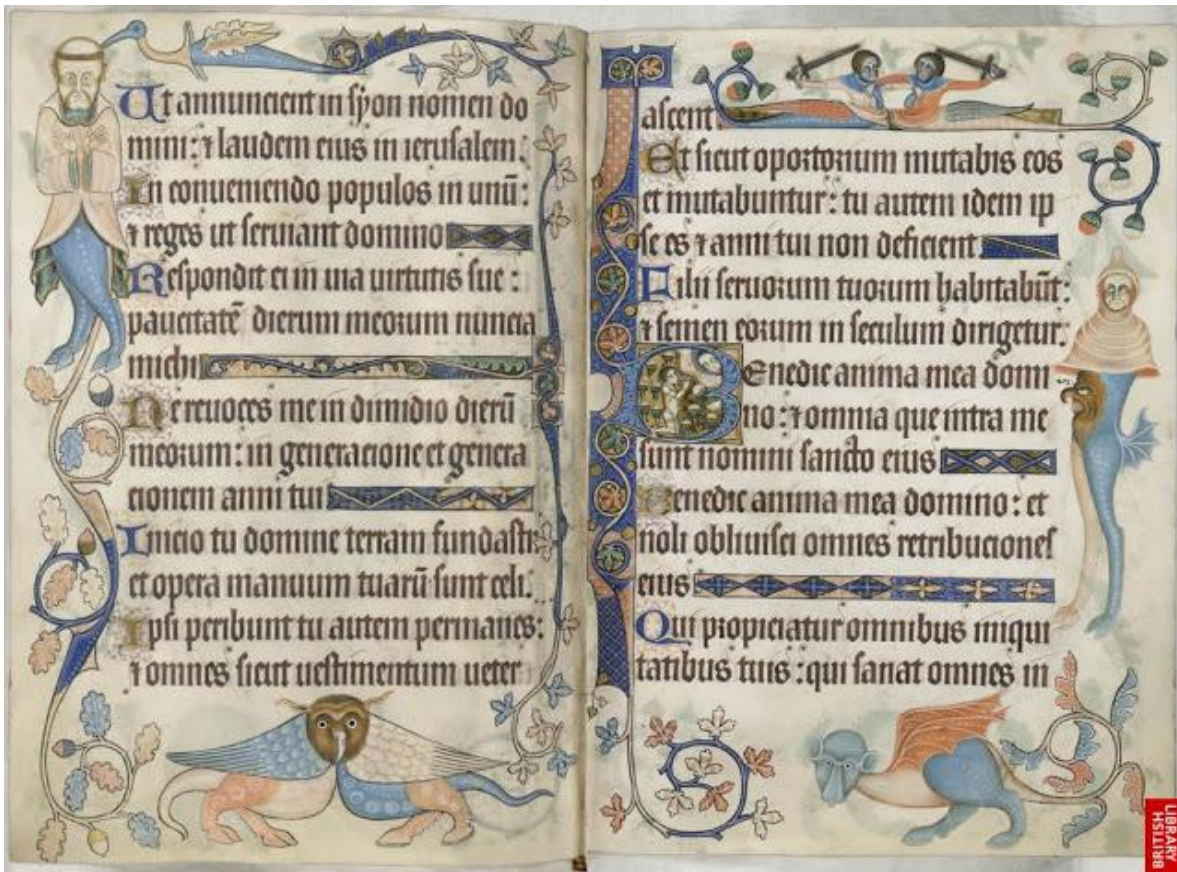 Ut annuncient in syon nomen do
mini: ⁊ laudem eius in ierusalem.
In conueniendo populos in unū:
⁊ reges ut seruiant domino
Respondit ei in uia uirtutis sue:
paucitatē dierum meorum nuncia
michi
Ne reuoces me in dimidio dierū
meorum: in generacione et genera
cionem anni tui
Inicio tu domine terram fundasti
et opera manuum tuarū sunt celi.
Ipsi peribunt tu autem permanes:
⁊ omnes sicut uestimentum ueter
ascent
Et sicut oportorium mutabis eos
et mutabuntur: tu autem idem ip
se es ⁊ anni tui non deficient
Filii seruorum tuorum habitabūt:
⁊ semen eorum in seculum dirigetur.
Benedic anima mea domi
no: ⁊ omnia que intra me
sunt nomini sancto eius
Benedic anima mea domino: et
noli obliuisci omnes retribuciones
eius
Qui propiciatur omnibus iniqui
tatibus tuis: qui sanat omnes in
LIBRARY
BRITISH